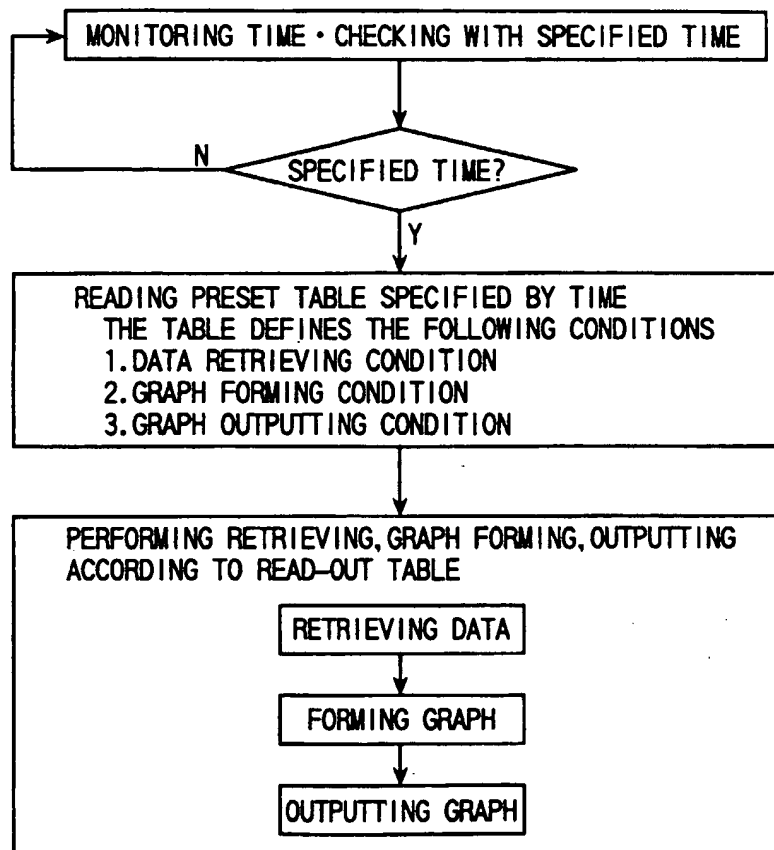 MONITORING TIME・CHECKING WITH SPECIFIED TIME
N
SPECIFIED TIME?
Y
READING PRESET TABLE SPECIFIED BY TIME
THE TABLE DEFINES THE FOLLOWING CONDITIONS
1.DATA RETRIEVING CONDITION
2.GRAPH FORMING CONDITION
3.GRAPH OUTPUTTING CONDITION
PERFORMING RETRIEVING,GRAPH FORMING,OUTPUTTING
ACCORDING TO READ-OUT TABLE
RETRIEVING DATA
FORMING GRAPH
OUTPUTTING GRAPH